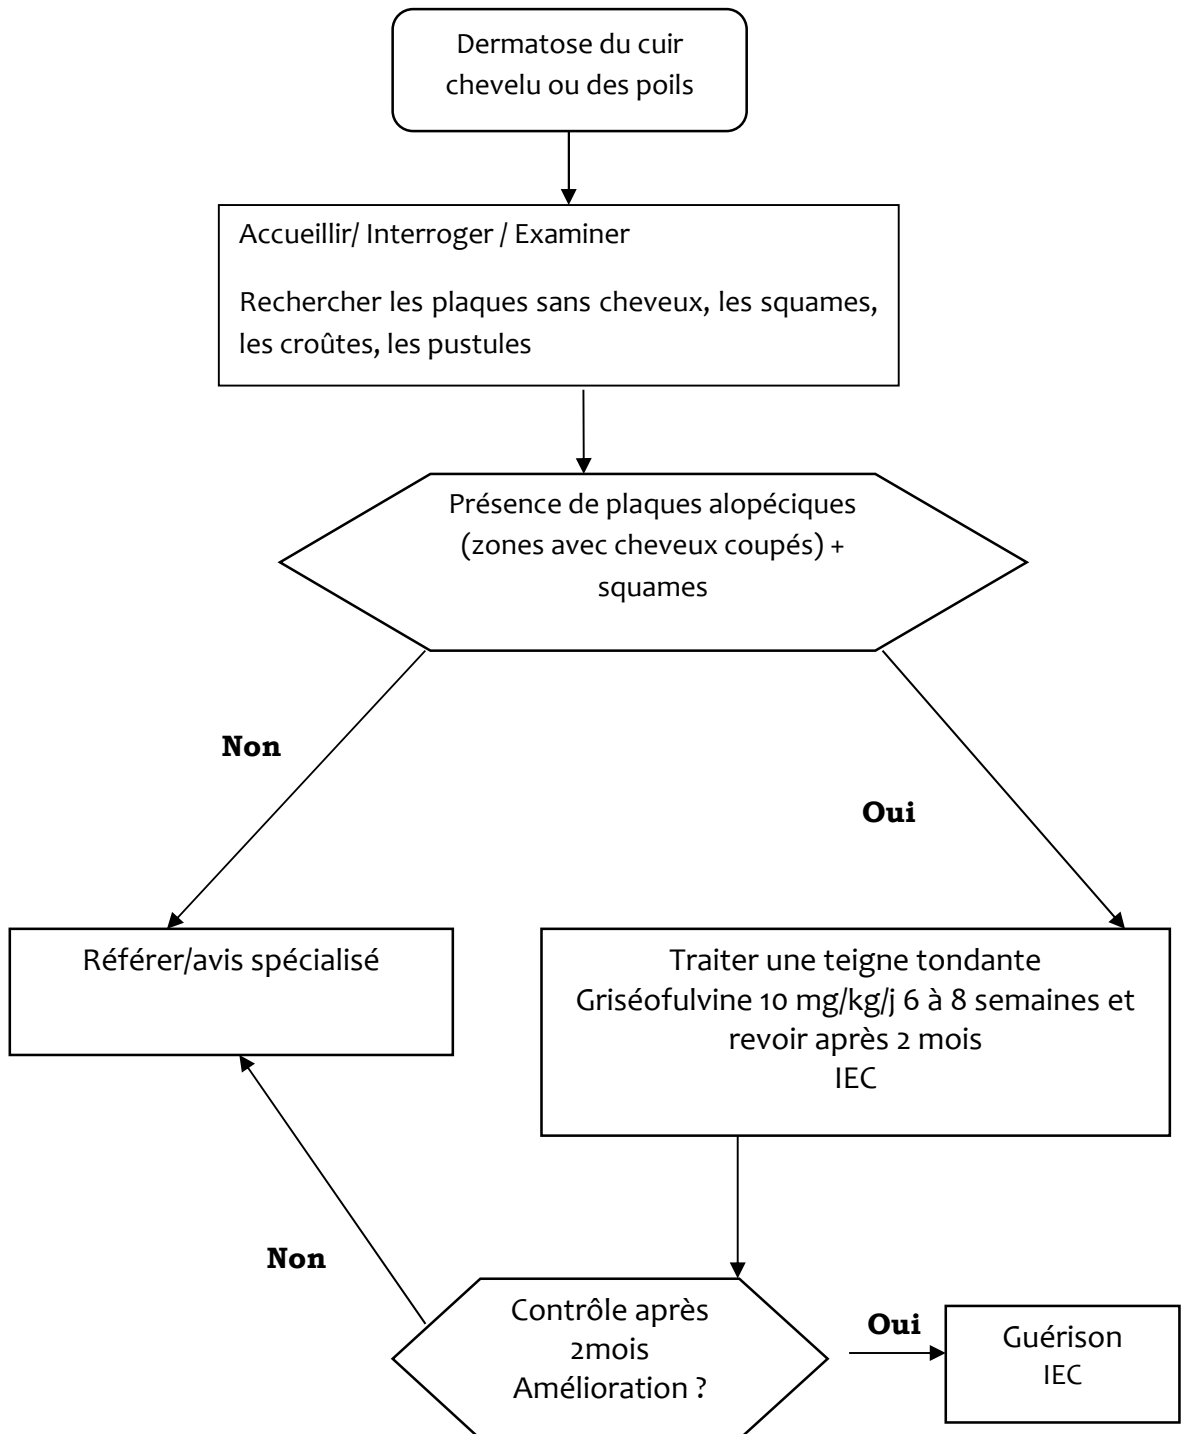 Dermatose du cuir
chevelu ou des poils
Accueillir/ Interroger / Examiner
Rechercher les plaques sans cheveux, les squames,
les croûtes, les pustules
Présence de plaques alopéciques
(zones avec cheveux coupés) +
squames
Non
Oui
Référer/avis spécialisé
Traiter une teigne tondante
Griséofulvine 10 mg/kg/j 6 à 8 semaines et
revoir après 2 mois
IEC
Non
Contrôle après
2mois
Amélioration ?
Oui
Guérison
IEC